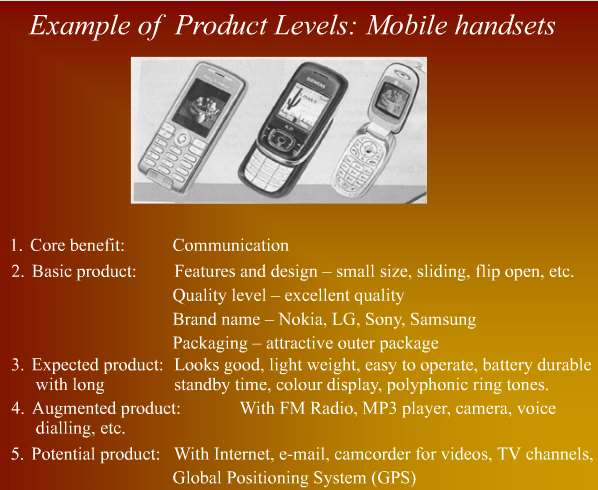 Example of Product Levels: Mobile handsets
SIEMENS
1. Core benefit: Communication
2. Basic product: Features and design – small size, sliding, flip open, etc.
Quality level – excellent quality
Brand name – Nokia, LG, Sony, Samsung
Packaging – attractive outer package
3. Expected product: Looks good, light weight, easy to operate, battery durable
with long standby time, colour display, polyphonic ring tones.
4. Augmented product: With FM Radio, MP3 player, camera, voice
dialling, etc.
5. Potential product: With Internet, e-mail, camcorder for videos, TV channels,
Global Positioning System (GPS)